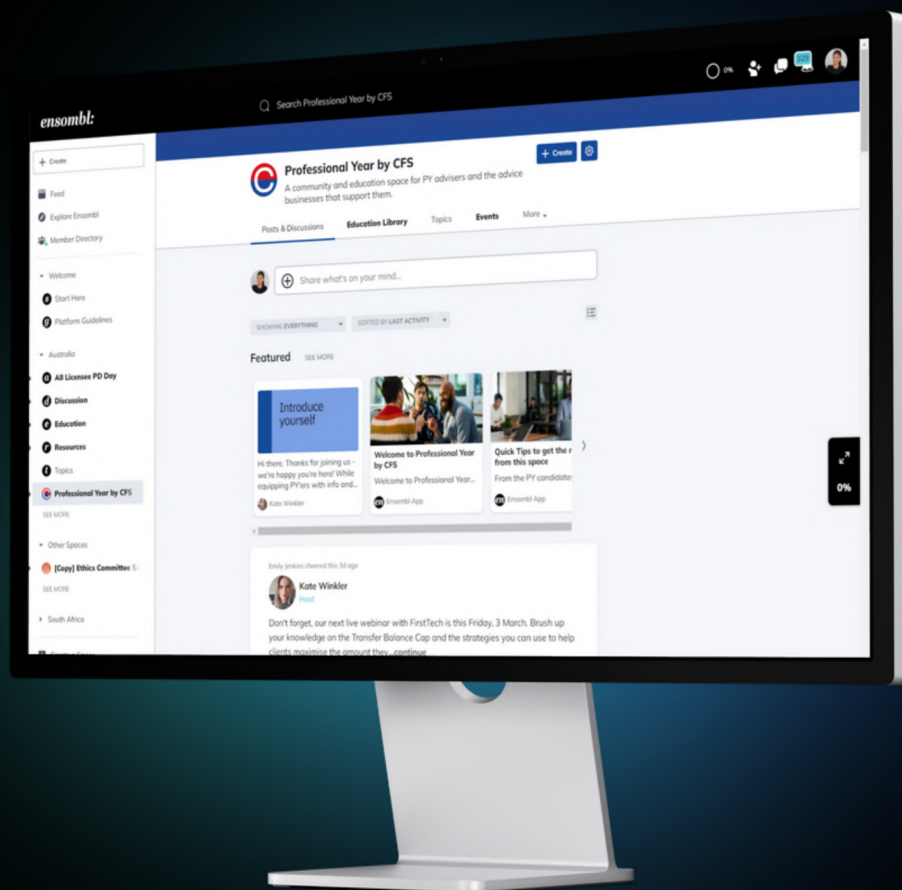 ensombl:
Search Professional Year by CFS
0%
329
+ Create
Feed
Explore Ensombl
Member Directory
Welcome
s Start Here
g Platform Guidelines
Australia
a All Licensee PD Day
d Discussion
e Education
r Resources
t Topics
Professional Year by CFS
SEE MORE
Other Spaces
[Copy] Ethics Committee
SEE MORE
South Africa
Professional Year by CFS
A community and education space for PY advisers and the advice
businesses that support them.
+ Create
Posts & Discussions Education Library Topics Events More
Share what's on your mind...
SHOWING EVERYTHING SORTED BY LAST ACTIVITY
Featured SEE MORE
Introduce
yourself
Hi there. Thanks for joining us -
we're happy you're here! While
equipping PY'ers with info and...
Kate Winkler
Welcome to Professional Year
by CFS
Welcome to Professional Year...
em Ensombl App
Quick Tips to get the r
from this space
From the PY candidate
em Ensombl App
0%
Emily Jenkins cheered this 3d ago
Kate Winkler
Host
Don't forget, our next live webinar with FirstTech is this Friday, 3 March. Brush up
your knowledge on the Transfer Balance Cap and the strategies you can use to help
clients maximise the amount they...continue